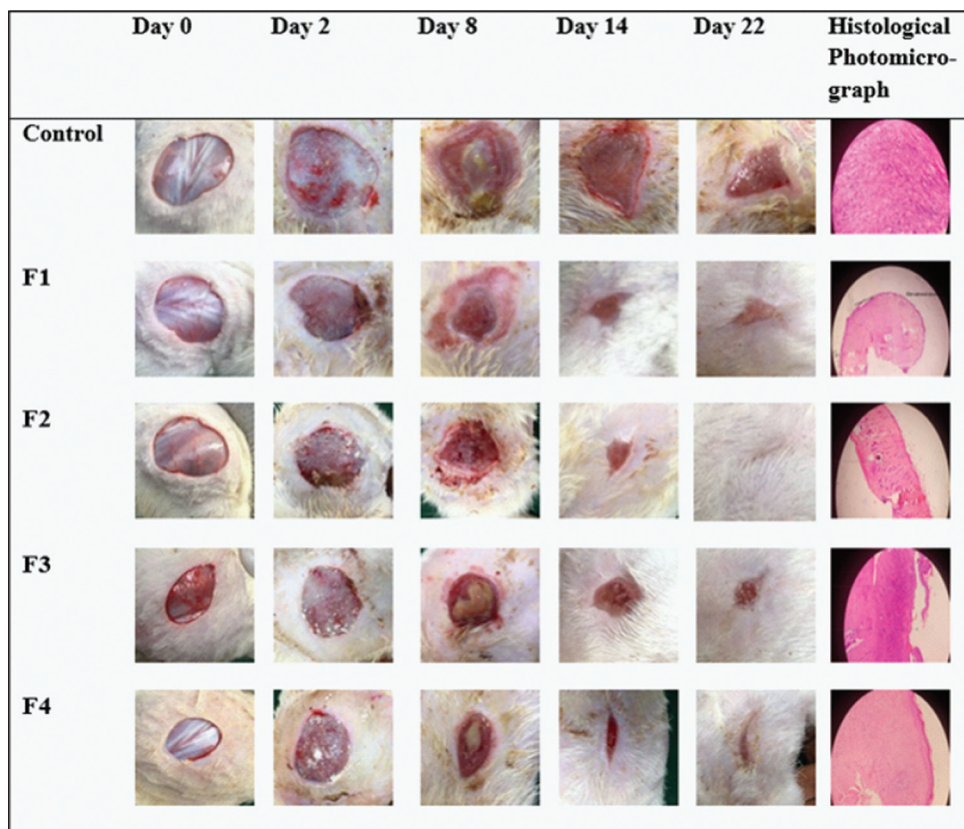 Day 0 Day 2 Day 8 Day 14 Day 22 Histological
Photomicro-
graph
Control
F1
F2
F3
F4